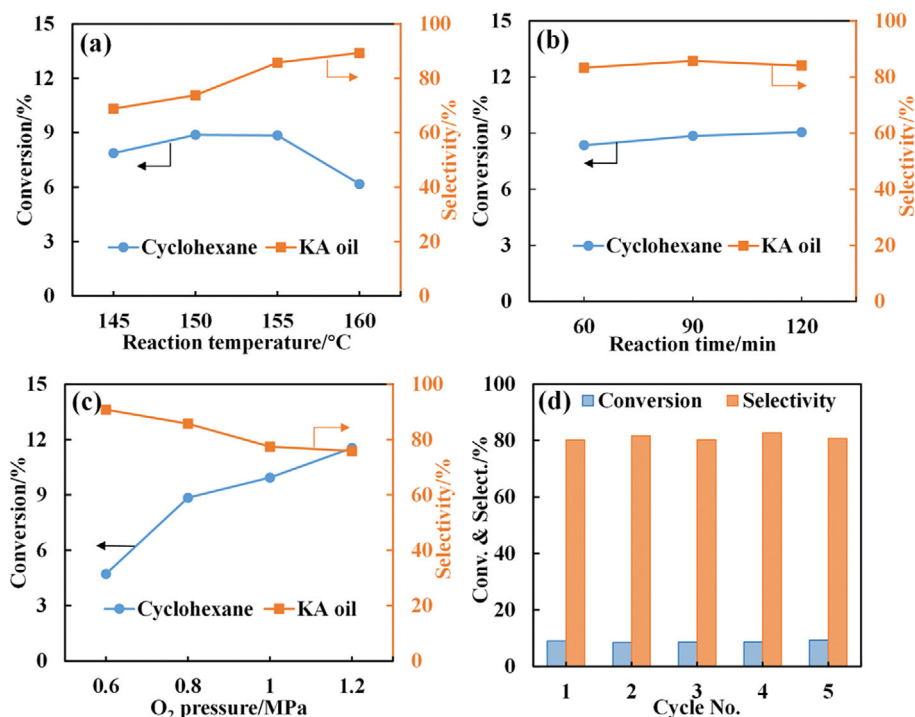 (a)
15
12
9
6
3
0
Conversion/%
100
80
60
40
20
0
Selectivity/%
Cyclohexane
KA oil
145 150 155 160
Reaction temperature/°C
(b)
15
12
9
6
3
0
Conversion/%
100
80
60
40
20
0
Selectivity/%
Cyclohexane
KA oil
60 90 120
Reaction time/min
(c)
15
12
9
6
3
0
Conversion/%
100
80
60
40
20
0
Selectivity/%
Cyclohexane
KA oil
0.6 0.8 1 1.2
O₂ pressure/MPa
(d)
Conversion
Selectivity
100
80
60
40
20
0
Conv. & Select./%
1 2 3 4 5
Cycle No.